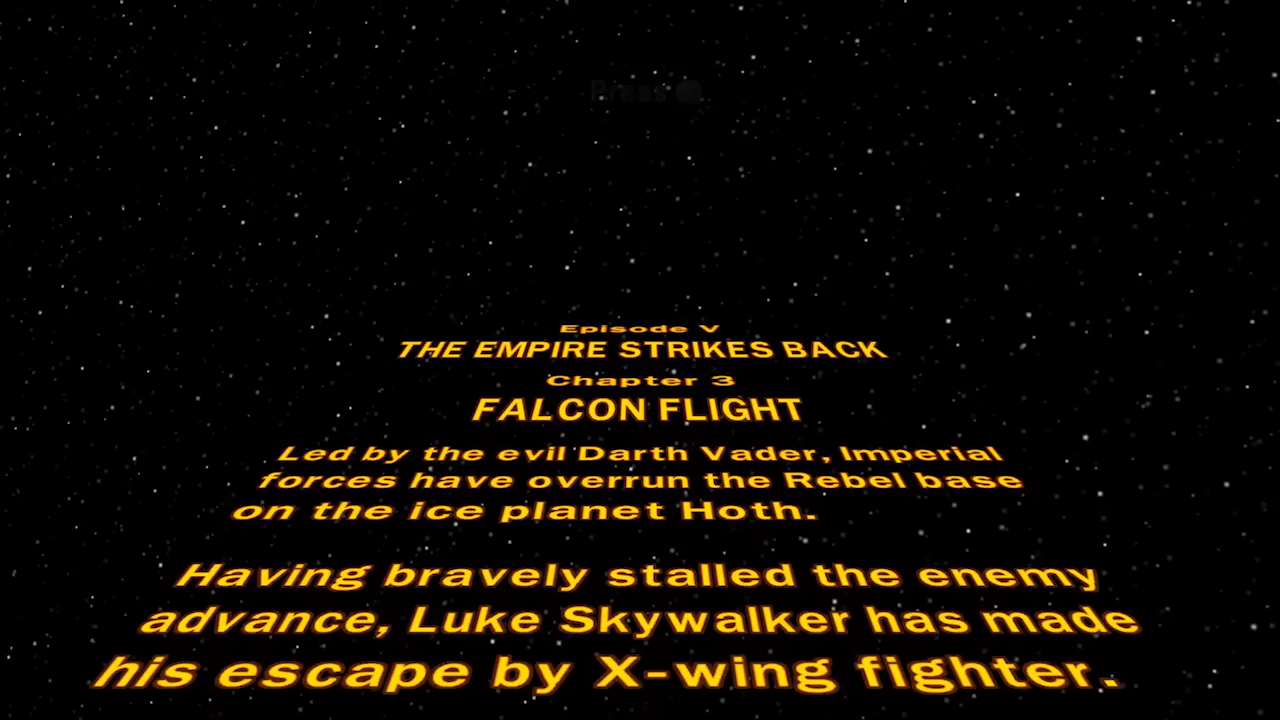 Press
Episode V
THE EMPIRE STRIKES BACK
Chapter 3
FALCON FLIGHT
Led by the evil Darth Vader, Imperial
forces have overrun the Rebel base
on the ice planet Hoth.
Having bravely stalled the enemy
advance, Luke Skywalker has made
his escape by X-wing fighter.